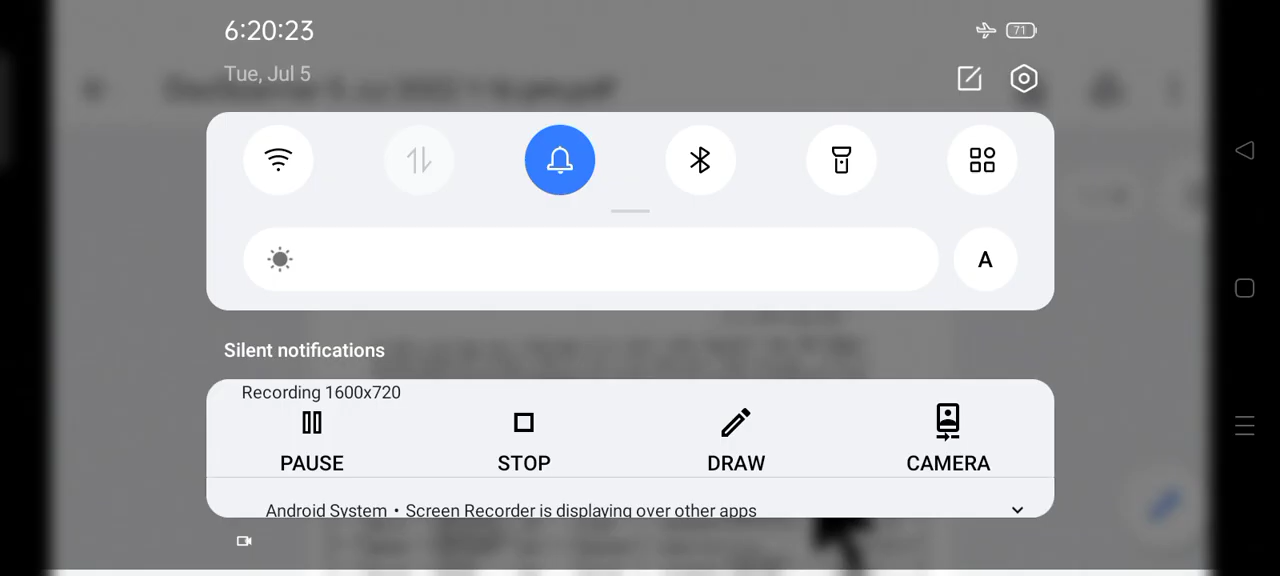 6:20:23
71
Tue, Jul 5
A
Silent notifications
Recording 1600x720
PAUSE STOP DRAW CAMERA
Android System • Screen Recorder is displaying over other apps